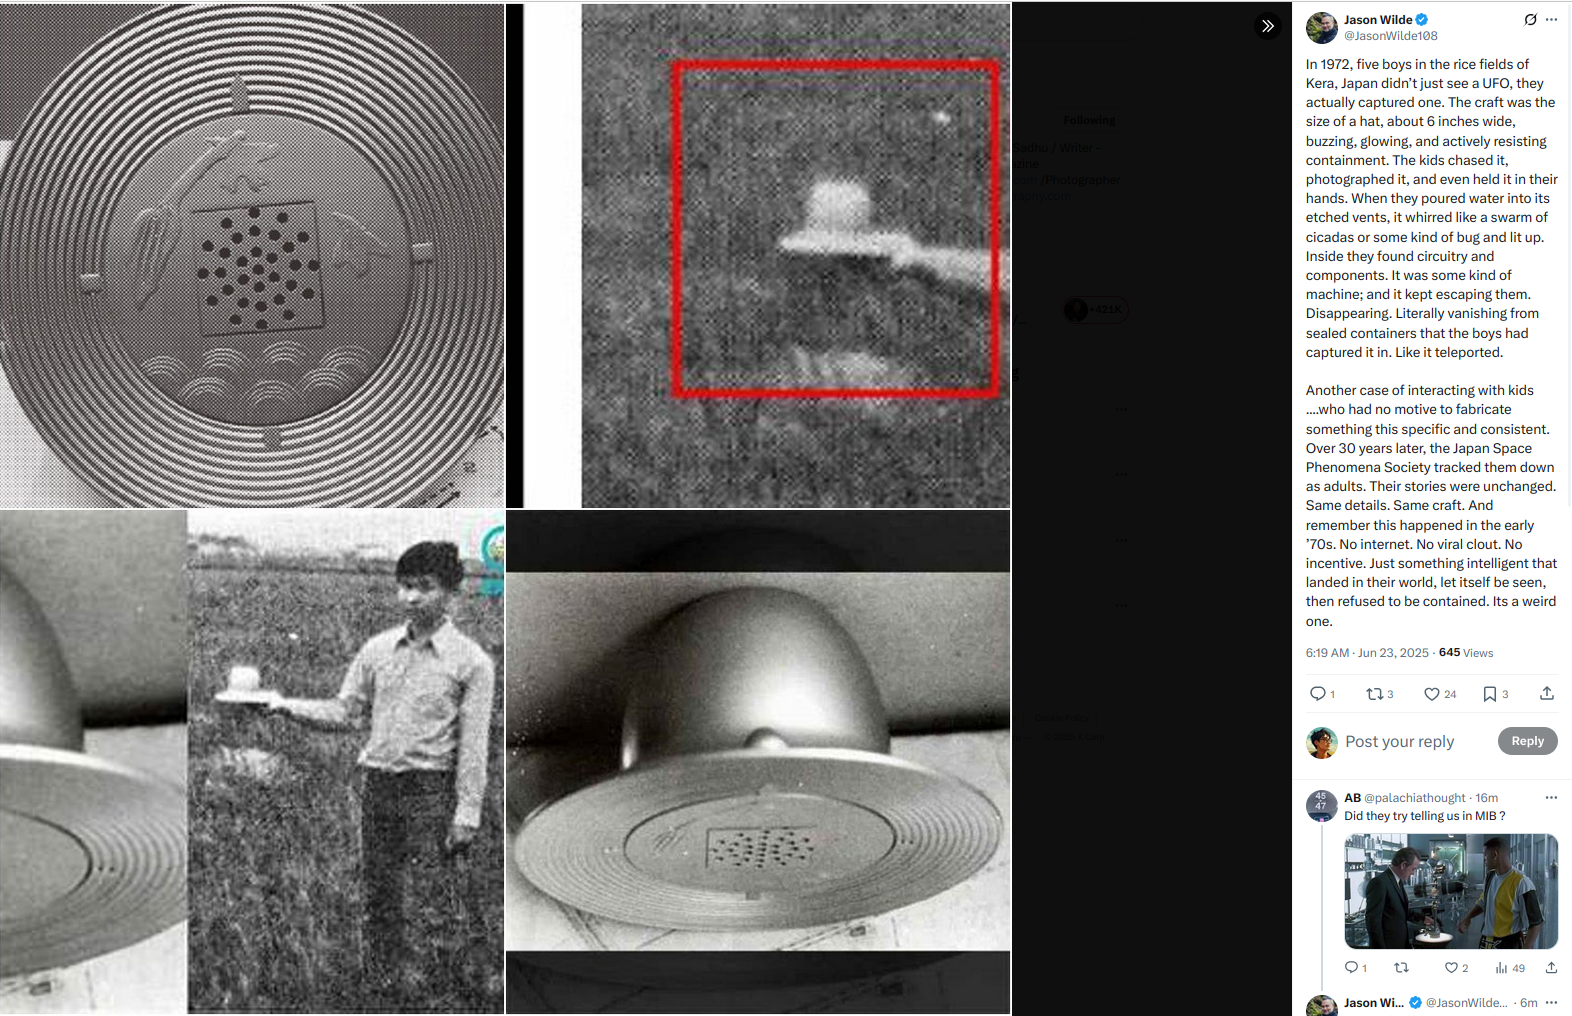 Jason Wilde
@JasonWilde108
In 1972, five boys in the rice fields of
Kera, Japan didn’t just see a UFO, they
actually captured one. The craft was the
size of a hat, about 6 inches wide,
buzzing, glowing, and actively resisting
containment. The kids chased it,
photographed it, and even held it in their
hands. When they poured water into its
etched vents, it whirred like a swarm of
cicadas or some kind of bug and lit up.
Inside they found circuitry and
components. It was some kind of
machine; and it kept escaping them.
Disappearing. Literally vanishing from
sealed containers that the boys had
captured it in. Like it teleported.
Another case of interacting with kids
....who had no motive to fabricate
something this specific and consistent.
Over 30 years later, the Japan Space
Phenomena Society tracked them down
as adults. Their stories were unchanged.
Same details. Same craft. And
remember this happened in the early
’70s. No internet. No viral clout. No
incentive. Just something intelligent that
landed in their world, let itself be seen,
then refused to be contained. Its a weird
one.
6:19 AM · Jun 23, 2025 · 645 Views
1 3 24 3
Post your reply
Reply
AB @palachiathought · 16m
Did they try telling us in MIB ?
1 2 49
Jason Wi... @JasonWilde... · 6m
Following
Sadhu / Writer -
/Photographer
+421K
45
47